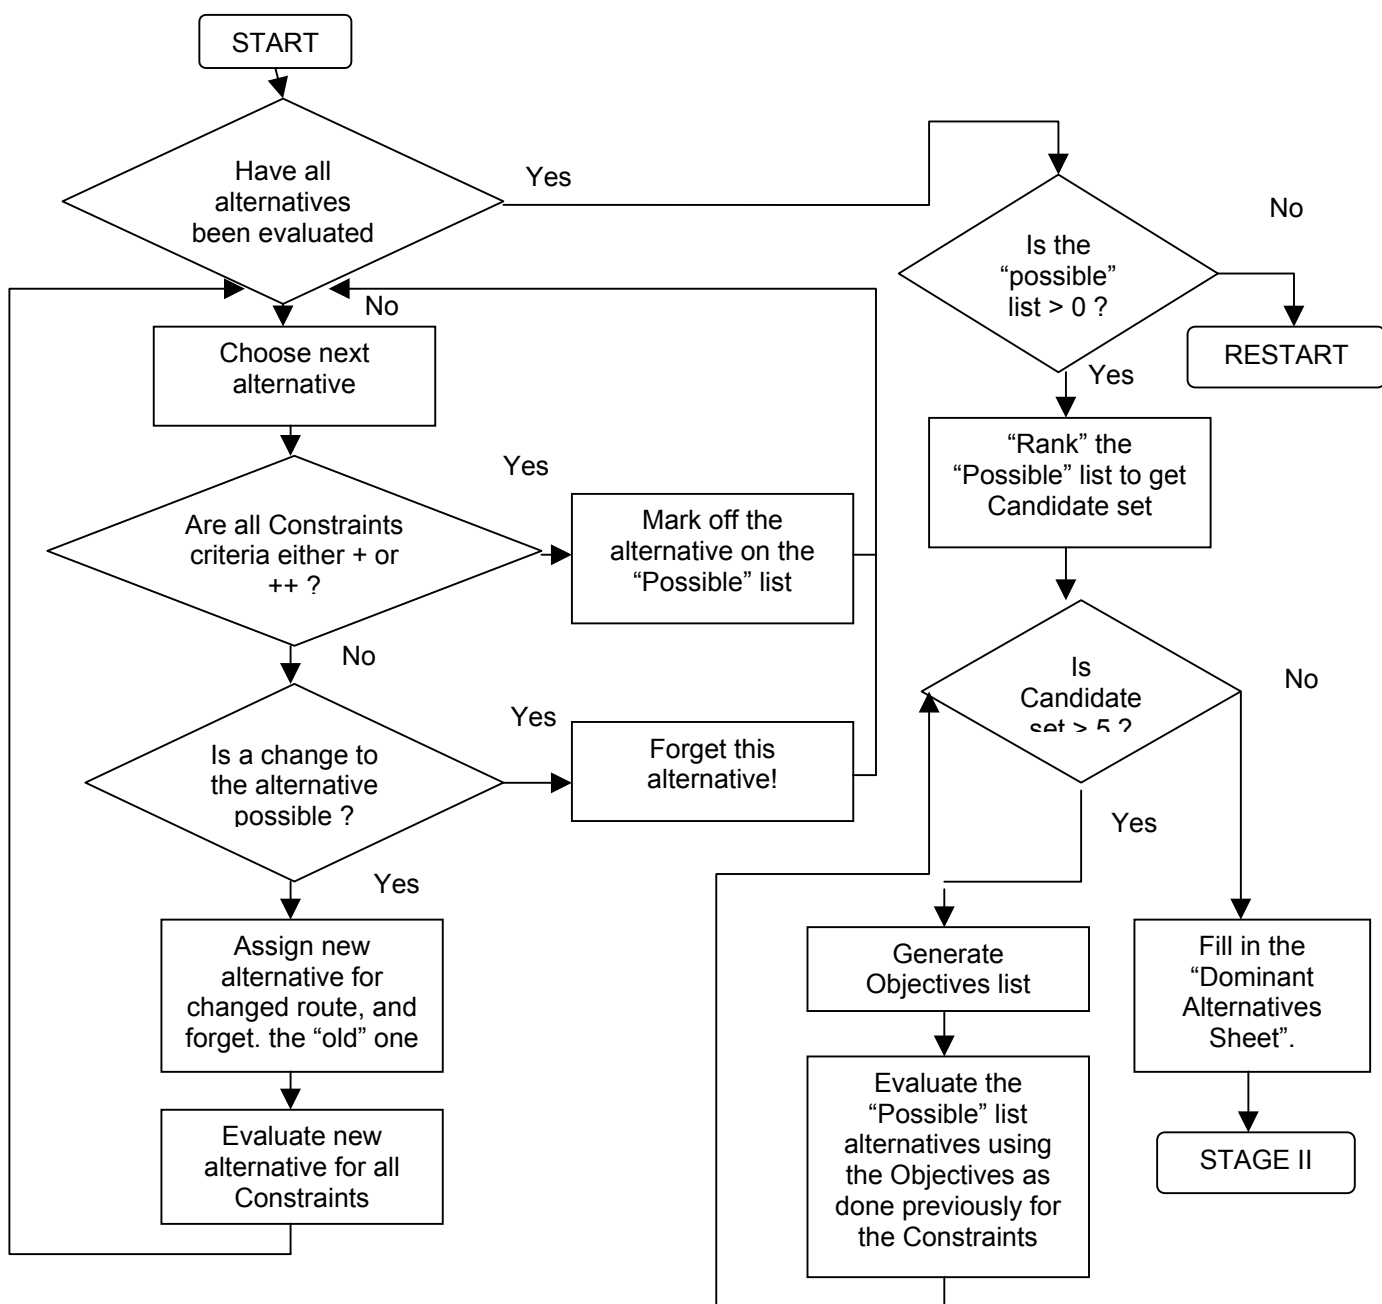 START
Have all
alternatives
been evaluated
Yes
No
Choose next
alternative
Are all Constraints
criteria either + or
++ ?
Yes
Mark off the
alternative on the
“Possible” list
No
Is a change to
the alternative
possible ?
Yes
Forget this
alternative!
Yes
Assign new
alternative for
changed route, and
forget. the “old” one
Evaluate new
alternative for all
Constraints
Is the
“possible”
list > 0 ?
No
RESTART
Yes
“Rank” the
“Possible” list to get
Candidate set
Is
Candidate
set > 5 ?
No
Yes
Generate
Objectives list
Evaluate the
“Possible” list
alternatives using
the Objectives as
done previously for
the Constraints
Fill in the
“Dominant
Alternatives
Sheet”.
STAGE II